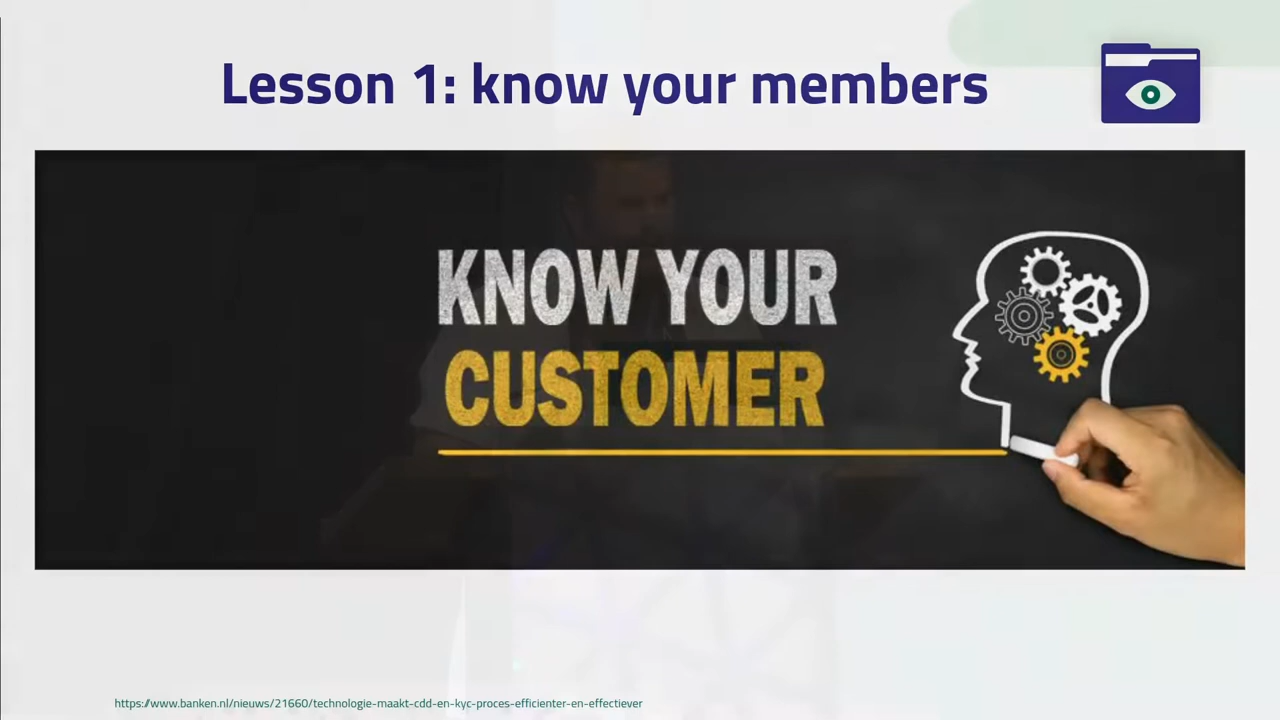 Lesson 1: know your members
KNOW YOUR
CUSTOMER
https://www.banken.nl/nieuws/21660/technologie-maakt-cdd-en-kyc-proces-efficienter-en-effectiever